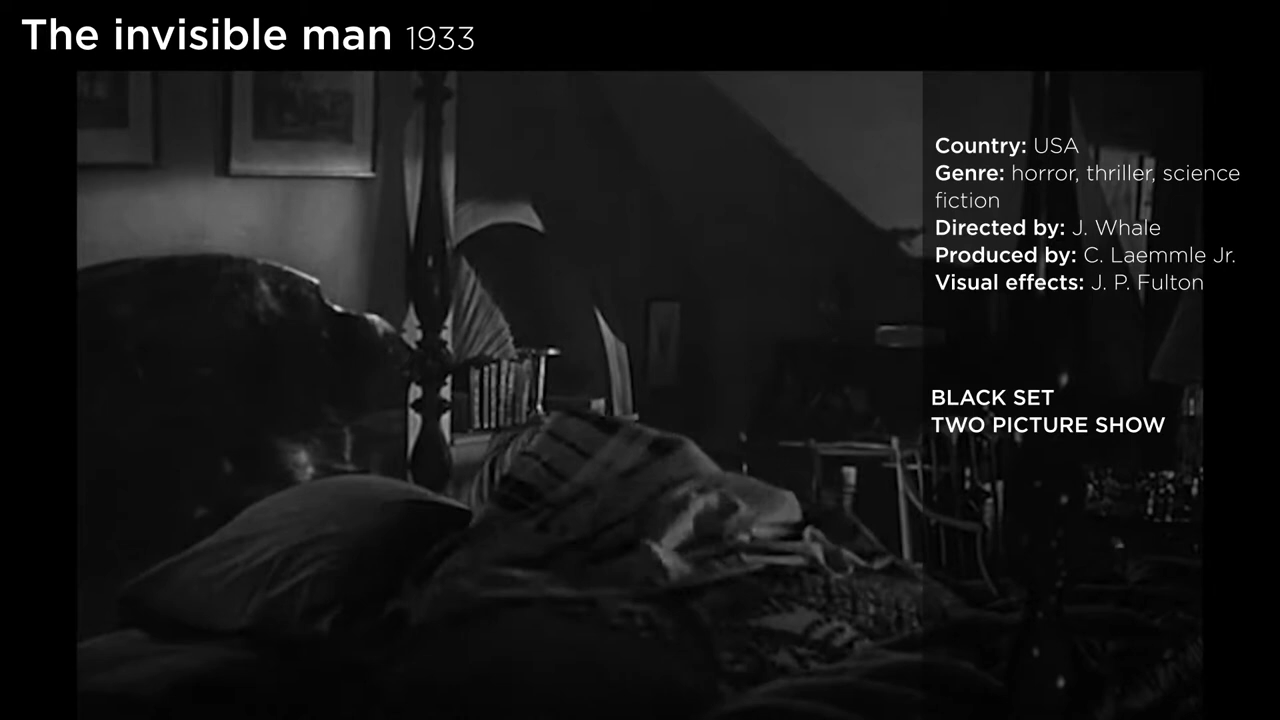 The invisible man 1933
Country: USA
Genre: horror, thriller, science
fiction
Directed by: J. Whale
Produced by: C. Laemmle Jr.
Visual effects: J. P. Fulton
BLACK SET
TWO PICTURE SHOW